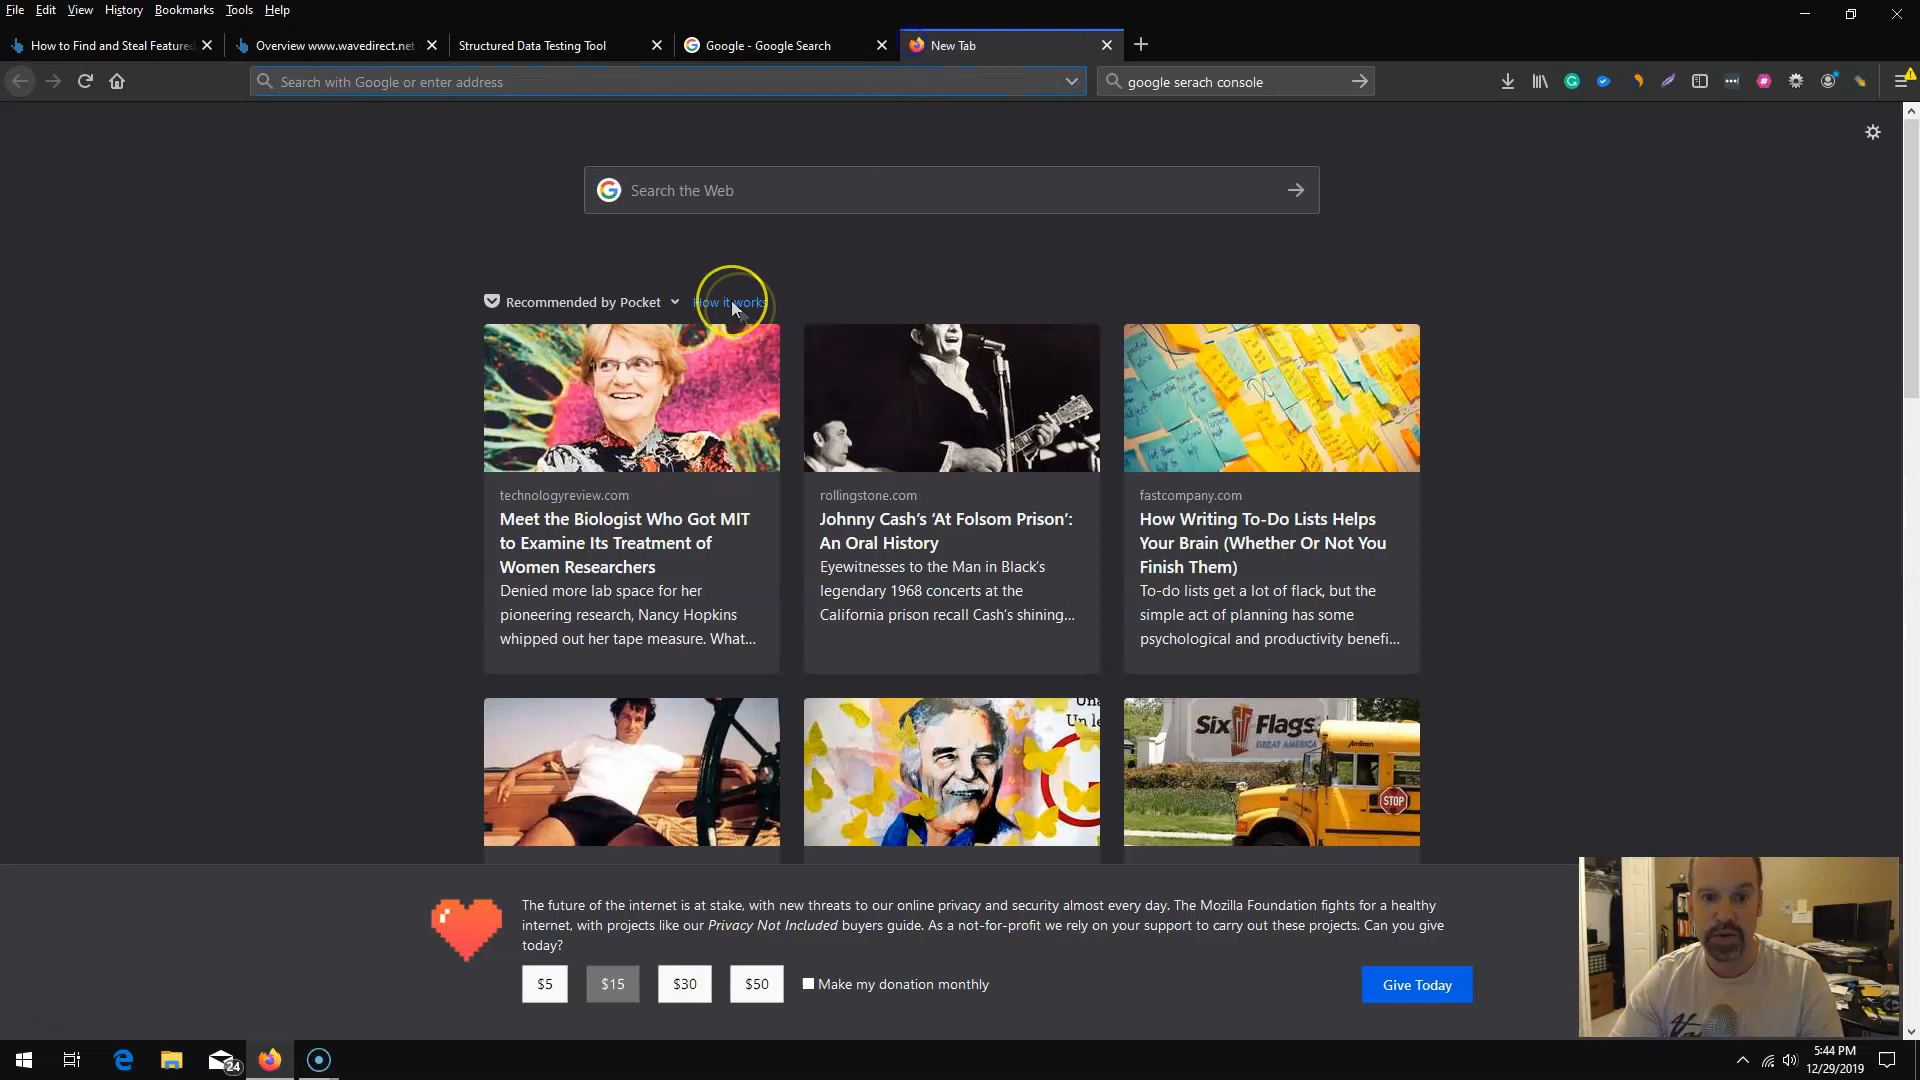 File Edit View History Bookmarks Tools Help
How to Find and Steal Featured
Overview www.wavedirect.net
Structured Data Testing Tool
Google - Google Search
New Tab
Search with Google or enter address
google serach console
Search the Web
Recommended by Pocket
How it works
technologyreview.com
Meet the Biologist Who Got MIT
to Examine Its Treatment of
Women Researchers
Denied more lab space for her
pioneering research, Nancy Hopkins
whipped out her tape measure. What...
rollingstone.com
Johnny Cash's ‘At Folsom Prison’:
An Oral History
Eyewitnesses to the Man in Black's
legendary 1968 concerts at the
California prison recall Cash's shining...
fastcompany.com
How Writing To-Do Lists Helps
Your Brain (Whether Or Not You
Finish Them)
To-do lists get a lot of flack, but the
simple act of planning has some
psychological and productivity benefi...
Un le
Six Flags
GREAT AMERICA
STOP
The future of the internet is at stake, with new threats to our online privacy and security almost every day. The Mozilla Foundation fights for a healthy
internet, with projects like our Privacy Not Included buyers guide. As a not-for-profit we rely on your support to carry out these projects. Can you give
today?
$5
$15
$30
$50
Make my donation monthly
Give Today
24
5:44 PM
12/29/2019